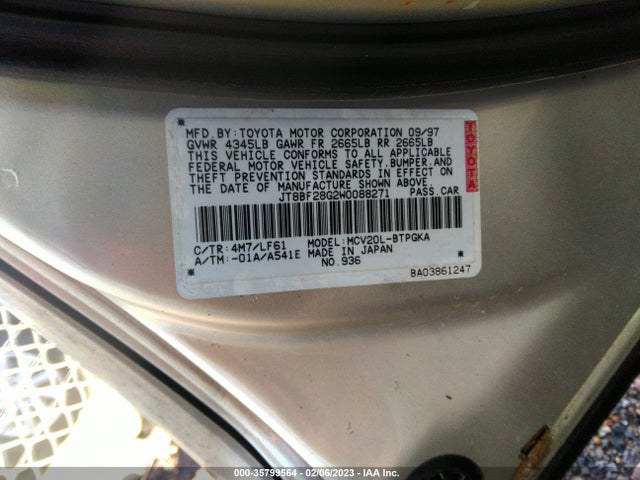 MFD.BY:TOYOTA MOTOR CORPORATION 09/97
GVWR 4345LB GAWR FR 2665LB RR 2665LB
THIS VEHICLE CONFORMS TO ALL APPLICABLE
FEDERAL MOTOR VEHICLE SAFETY,BUMPER,AND
THEFT PREVENTION STANDARDS IN EFFECT ON
THE DATE OF MANUFACTURE SHOWN ABOVE.
JT8BF28G2W0088271 PASS.CAR
TOYOTA
C/TR: 4M7/LF61 MODEL:MCV20L-BTPGKA
A/TM:-01A/A541E MADE IN JAPAN
NO.936
BA03861247
000-35799564 - 02/06/2023 - IAA Inc.